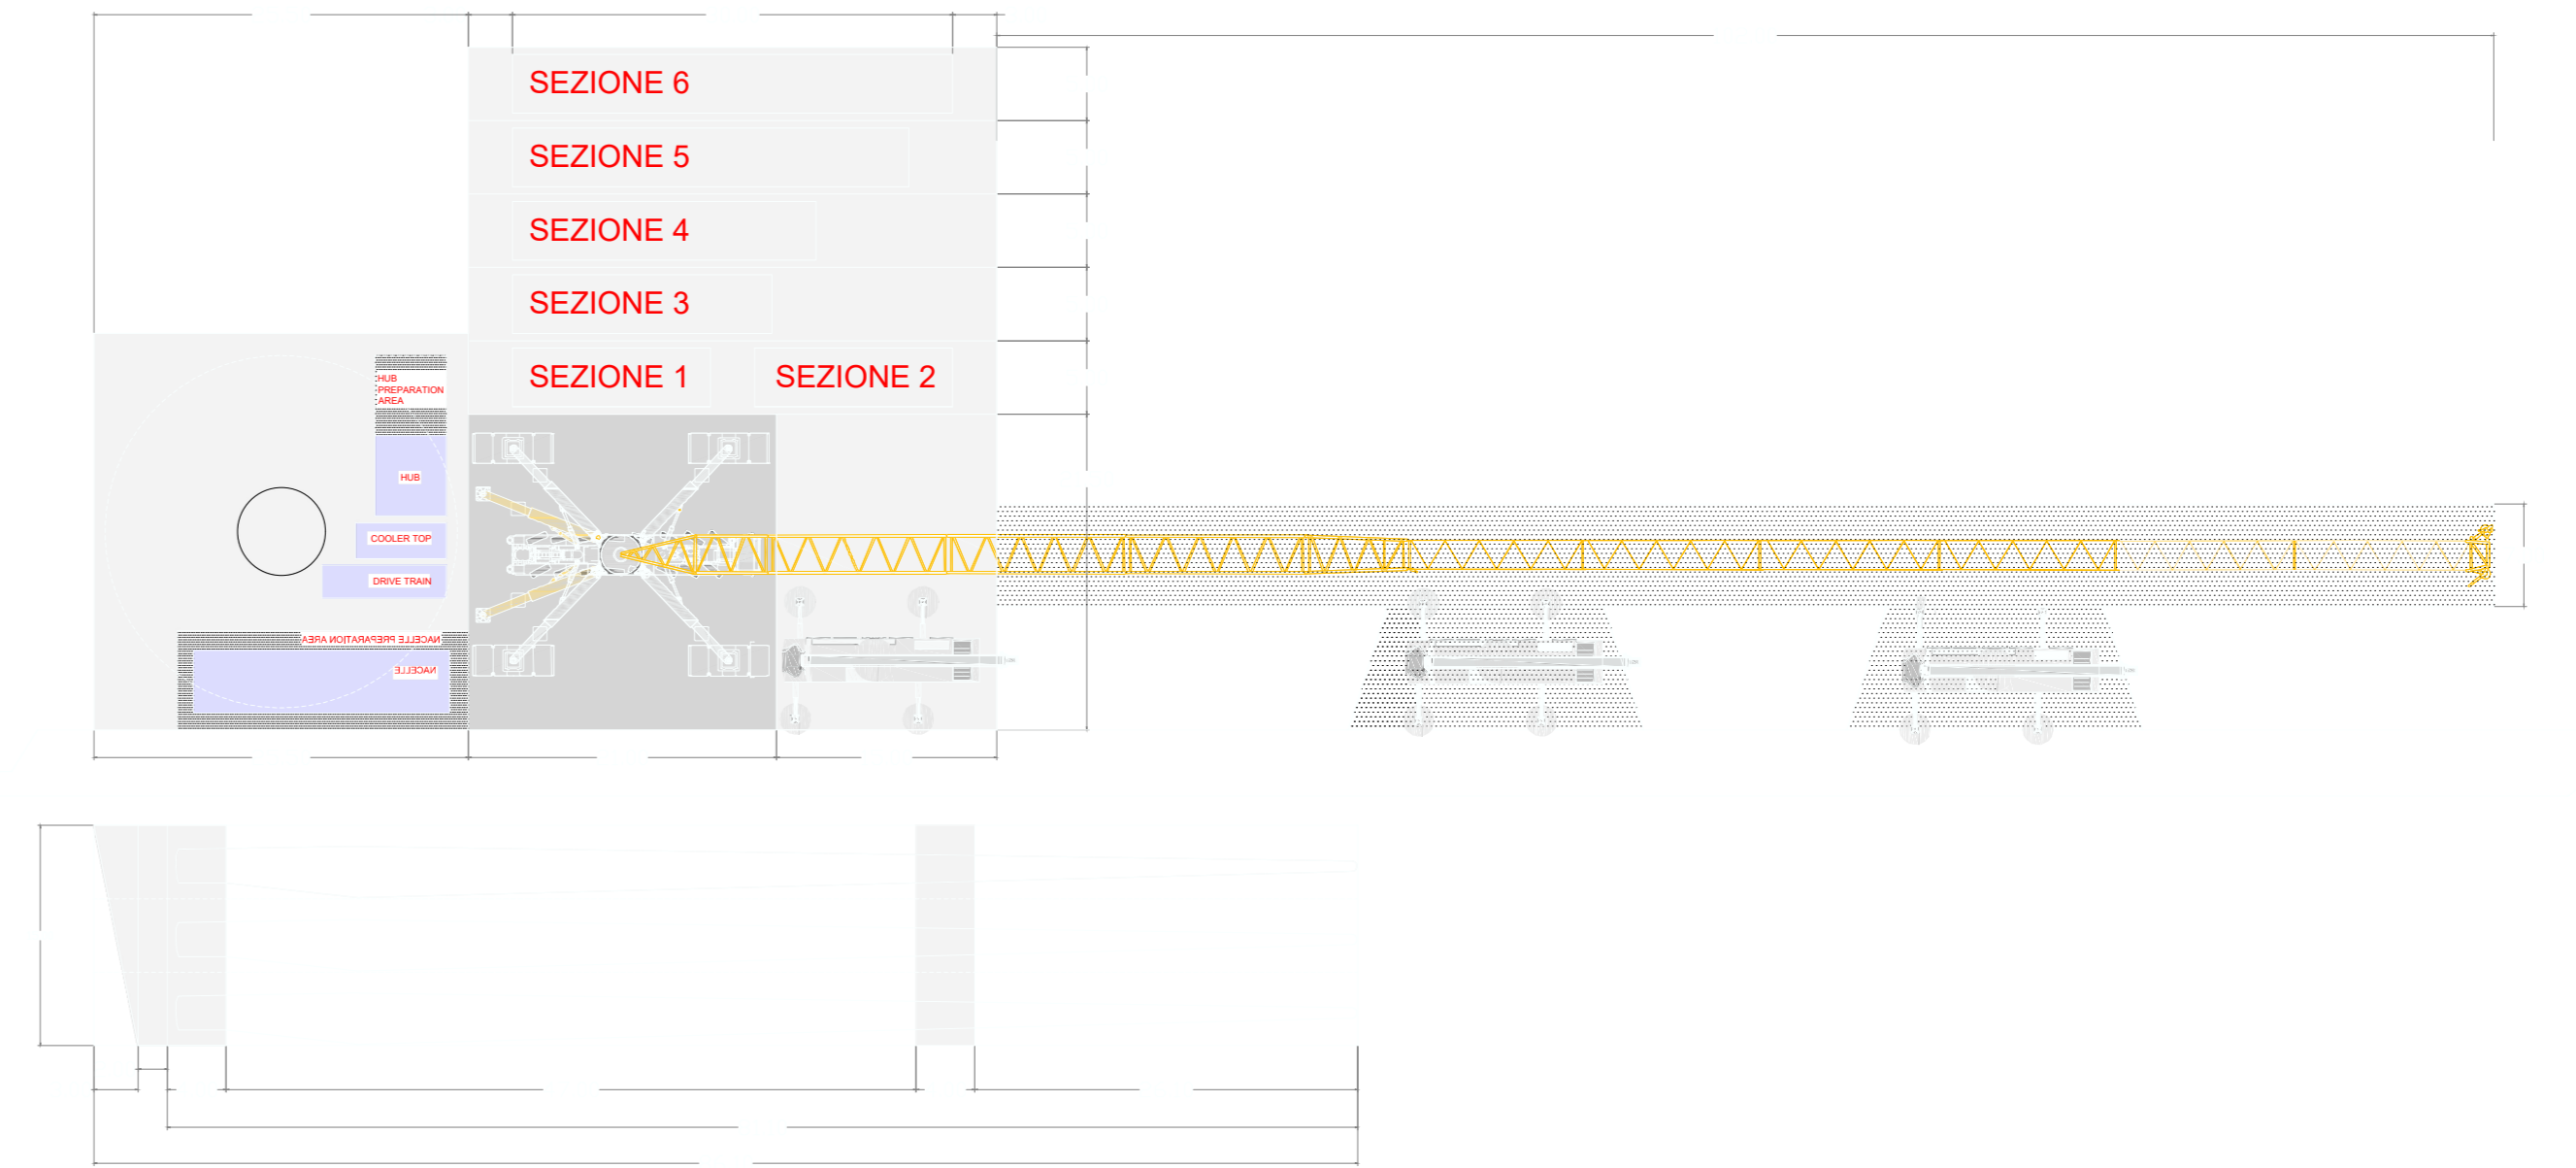 SEZIONE 6
SEZIONE 5
SEZIONE 4
SEZIONE 3
SEZIONE 1
SEZIONE 2
HUB
PREPARATION
AREA
HUB
COOLER TOP
DRIVE TRAIN
NACELLE PREPARATION AREA
NACELLE